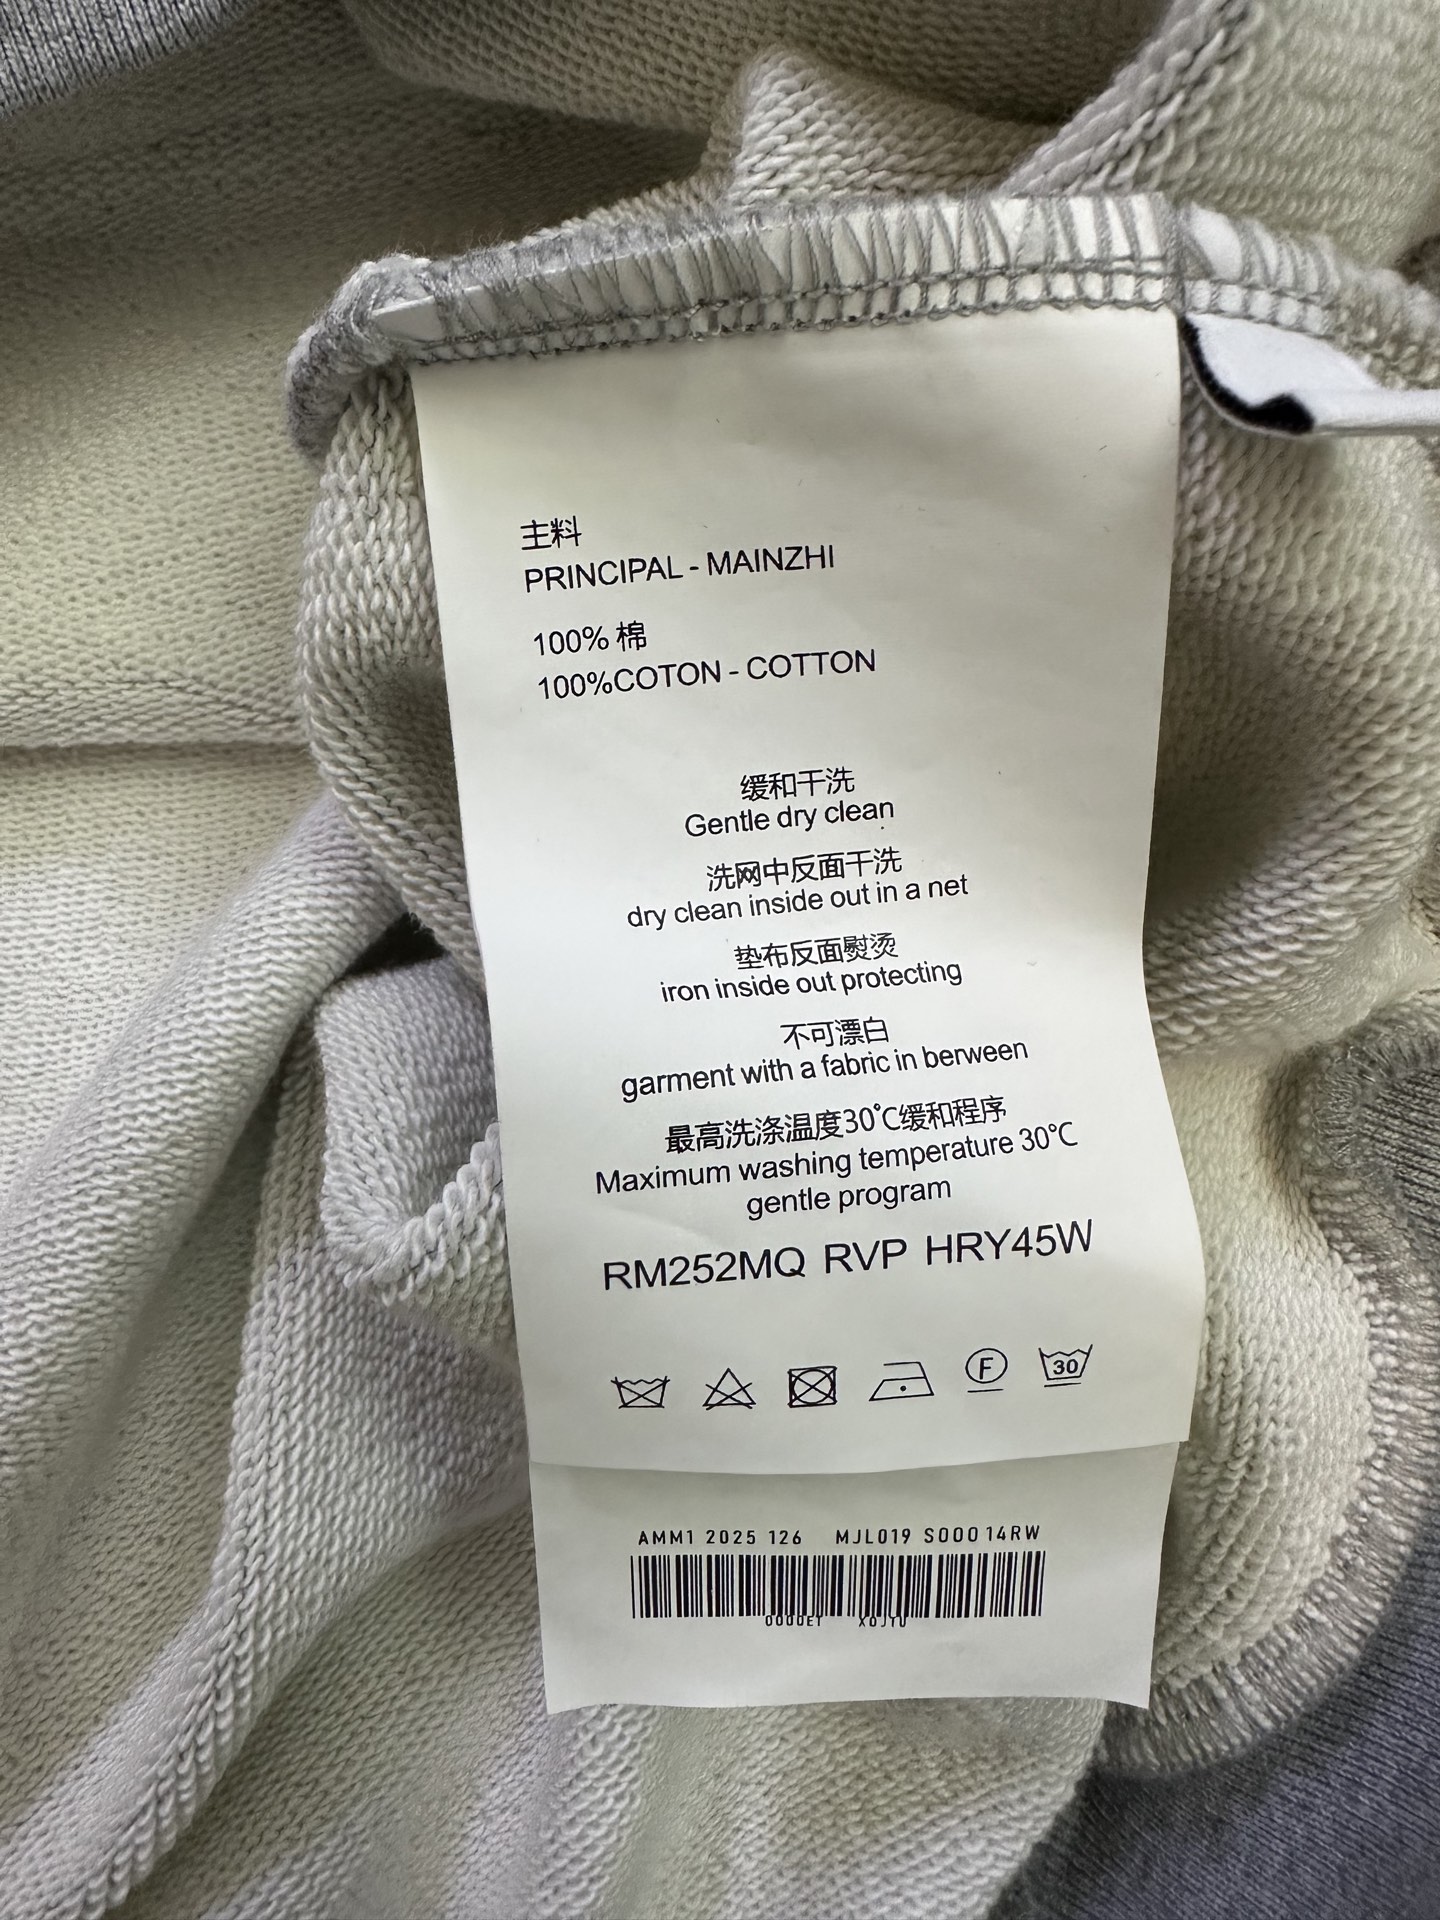 主料
PRINCIPAL - MAINZHI
100% 棉
100%COTON - COTTON
缓和干洗
Gentle dry clean
洗网中反面干洗
dry clean inside out in a net
垫布反面熨烫
iron inside out protecting
不可漂白
garment with a fabric in berween
最高洗涤温度30℃缓和程序
Maximum washing temperature 30℃
gentle program
RM252MQ RVP HRY45W
F 30
AMM1 2025 126 MJL019 S00014RW